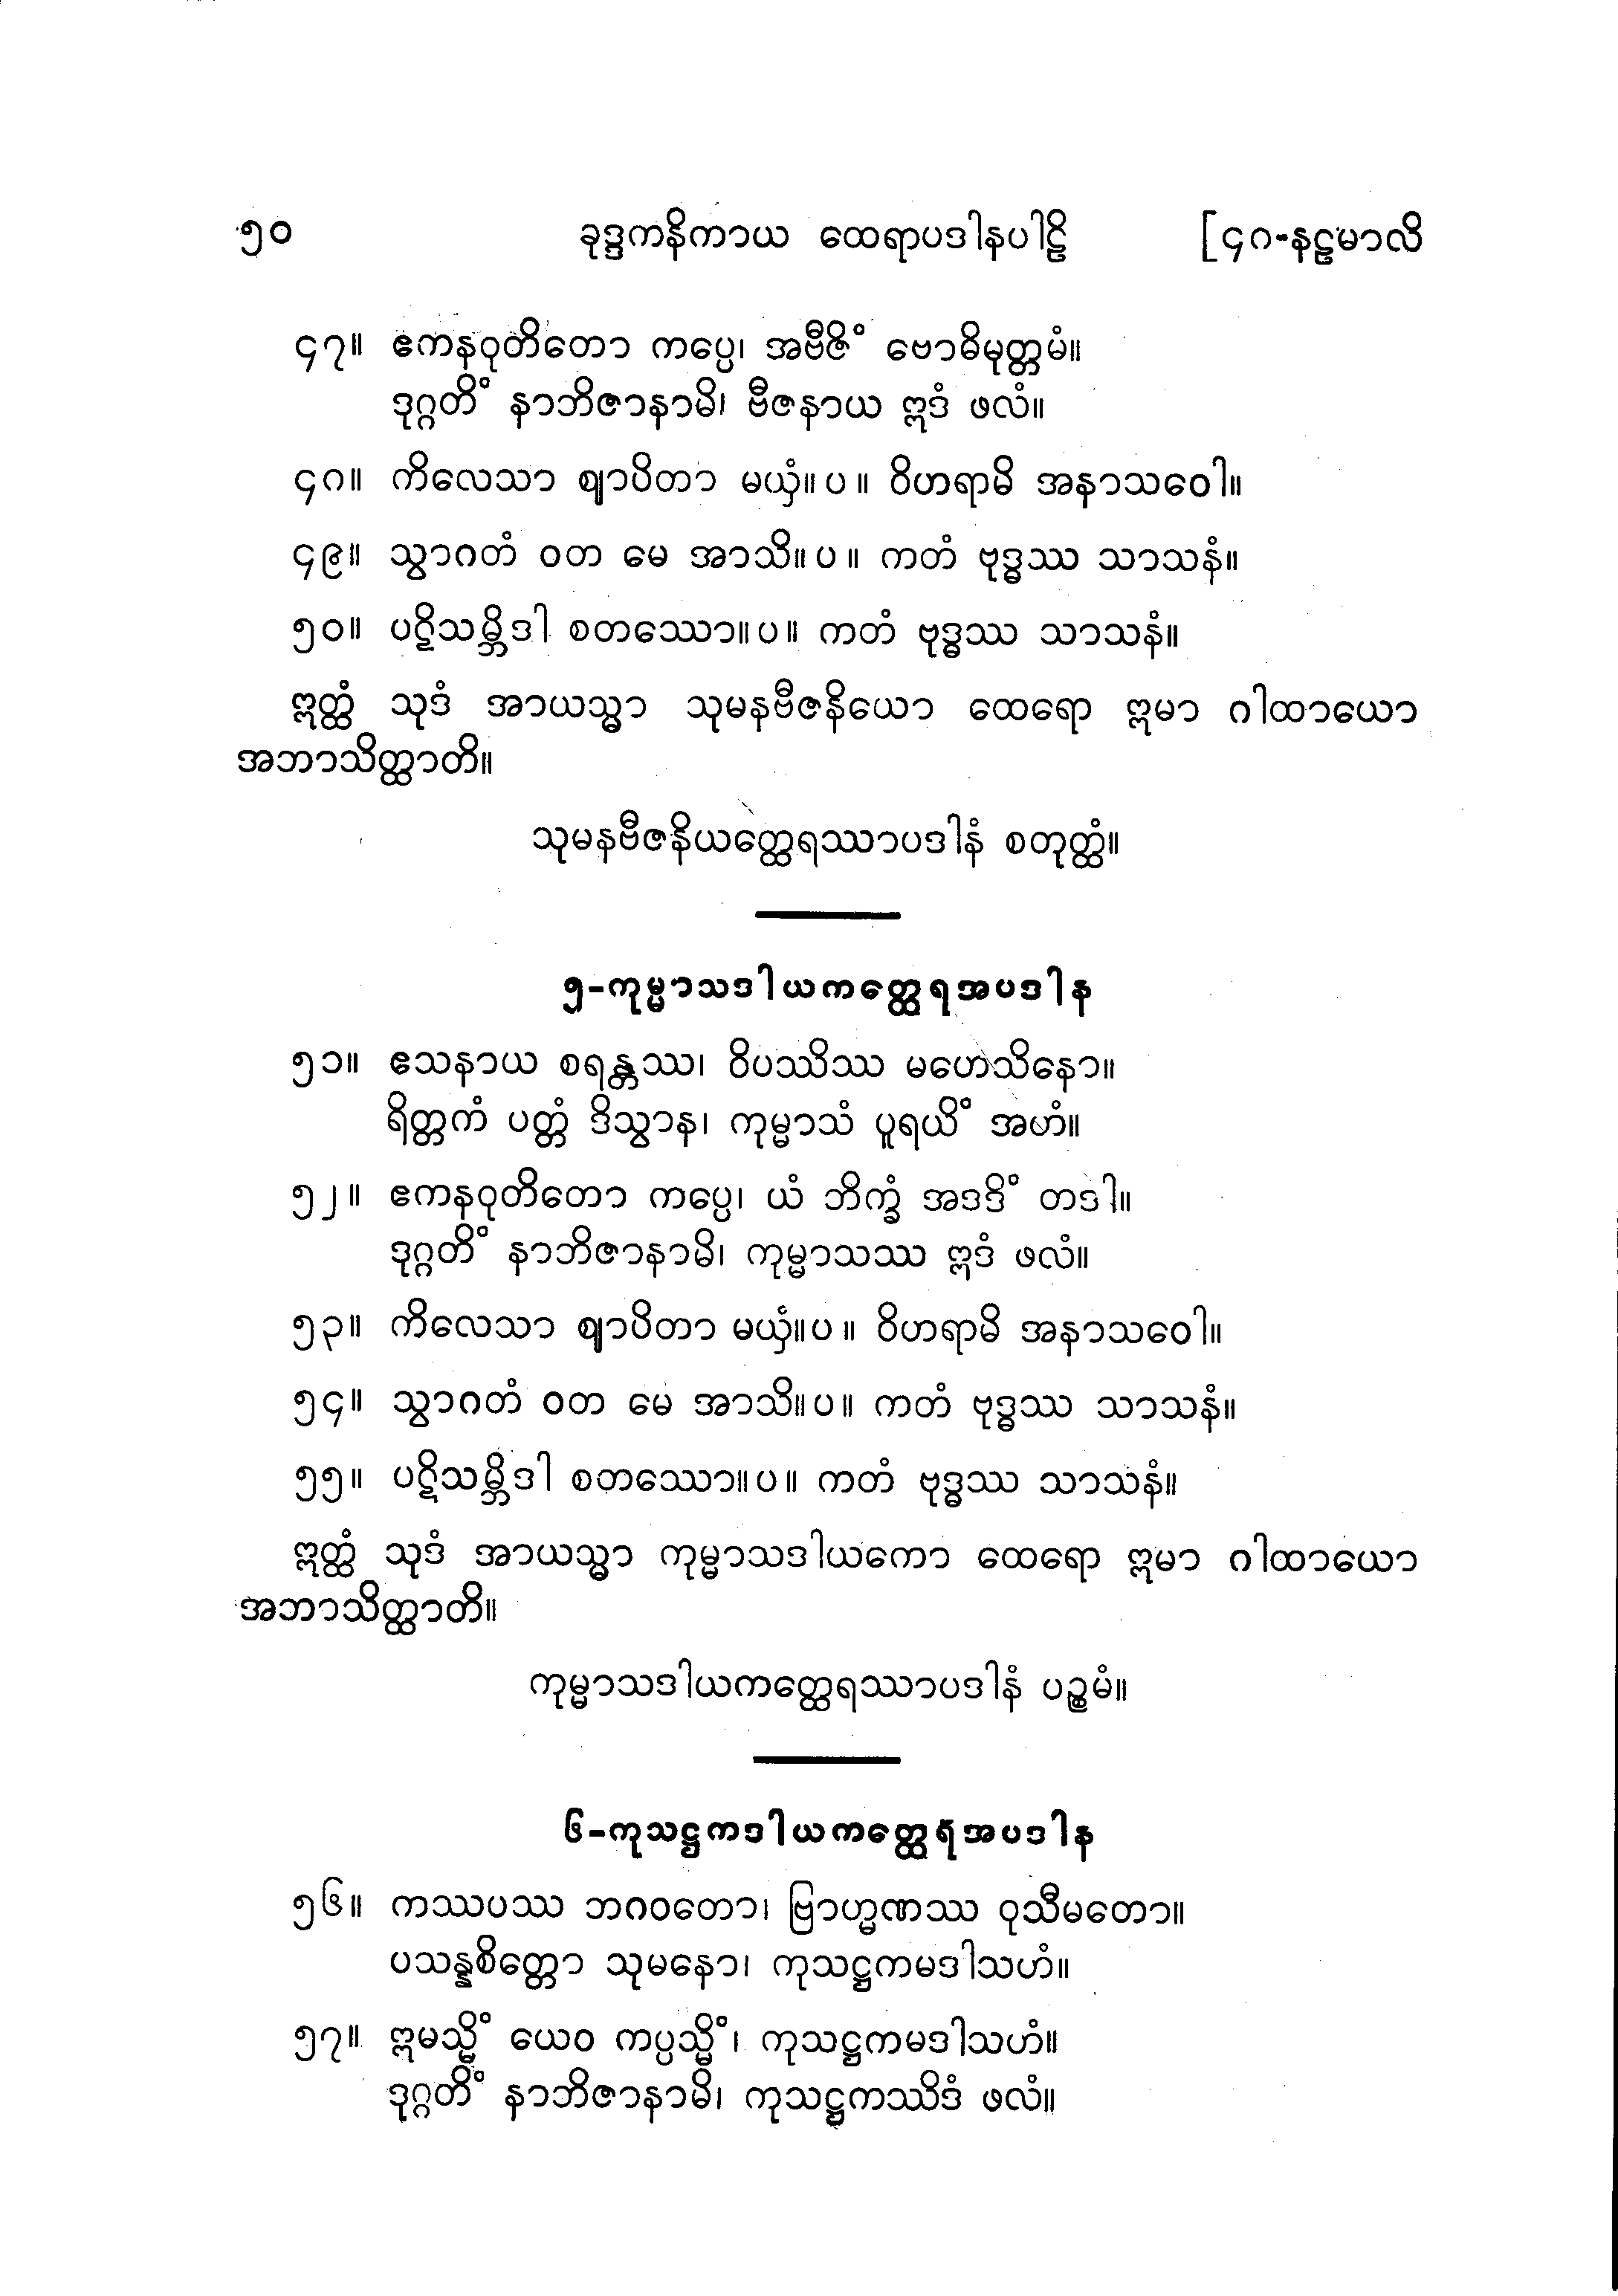 ၅၀ ခုဒ္ဒကနိကာယ ထေရာပဒါနပါဠိ [၄၈-နဠမာလိ
၄၇။ ဧကနဝုတိတော ကပ္ပေ၊ အဗီဇိံ ဗောဓိမုတ္တမံ။
ဒုဂ္ဂတိံ နာဘိဇာနာမိ၊ ဗီဇနာယ ဣဒံ ဖလံ။
၄၈။ ကိလေသာ ဈာပိတာ မယှံ။ ပ ။ ဝိဟရာမိ အနာသဝေါ။
၄၉။ သွာဂတံ ဝတ မေ အာသိ။ ပ ။ ကတံ ဗုဒ္ဓဿ သာသနံ။
၅၀။ ပဋိသမ္ဘိဒါ စတဿော။ ပ။ ကတံ ဗုဒ္ဓဿ သာသနံ။
ဣတ္ထံ သုဒံ အာယသ္မာ သုမနဗီဇနိယော ထေရော ဣမာ ဂါထာယော
အဘာသိတ္ထာတိ။
သုမနဗီဇနိယတ္ထေရဿာပဒါနံ စတုတ္ထံ။
၅-ကုမ္မာသဒါယကတ္ထေရအပဒါန
၅၁။ ဧသနာယ စရန္တဿ၊ ဝိပဿိဿ မဟေသိနော။
ရိတ္တကံ ပတ္တံ ဒိသွာန၊ ကုမ္မာသံ ပူရယိံ အဟံ။
၅၂။ ဧကနဝုတိတော ကပ္ပေ၊ ယံ ဘိက္ခံ အဒဒိံ တဒါ။
ဒုဂ္ဂတိံ နာဘိဇာနာမိ၊ ကုမ္မာသဿ ဣဒံ ဖလံ။
၅၃။ ကိလေသာ ဈာပိတာ မယှံ။ ပ ။ ဝိဟရာမိ အနာသဝေါ။
၅၄။ သွာဂတံ ဝတ မေ အာသိ။ ပ။ ကတံ ဗုဒ္ဓဿ သာသနံ။
၅၅။ ပဋိသမ္ဘိဒါ စတဿော။ ပ။ ကတံ ဗုဒ္ဓဿ သာသနံ။
ဣတ္ထံ သုဒံ အာယသ္မာ ကုမ္မာသဒါယကော ထေရော ဣမာ ဂါထာယော
အဘာသိတ္ထာတိ။
ကုမ္မာသဒါယကတ္ထေရဿာပဒါနံ ပဉ္စမံ။
၆-ကုသဋ္ဌကဒါယကတ္ထေရအပဒါန
၅၆။ ကဿပဿ ဘဂဝတော၊ ဗြာဟ္မဏဿ ဝုသီမတော။
ပသန္နစိတ္တော သုမနော၊ ကုသဋ္ဌကမဒါသဟံ။
၅၇။ ဣမသ္မိံ ယေဝ ကပ္ပသ္မိံ၊ ကုသဋ္ဌကမဒါသဟံ။
ဒုဂ္ဂတိံ နာဘိဇာနာမိ၊ ကုသဋ္ဌကဿိဒံ ဖလံ။